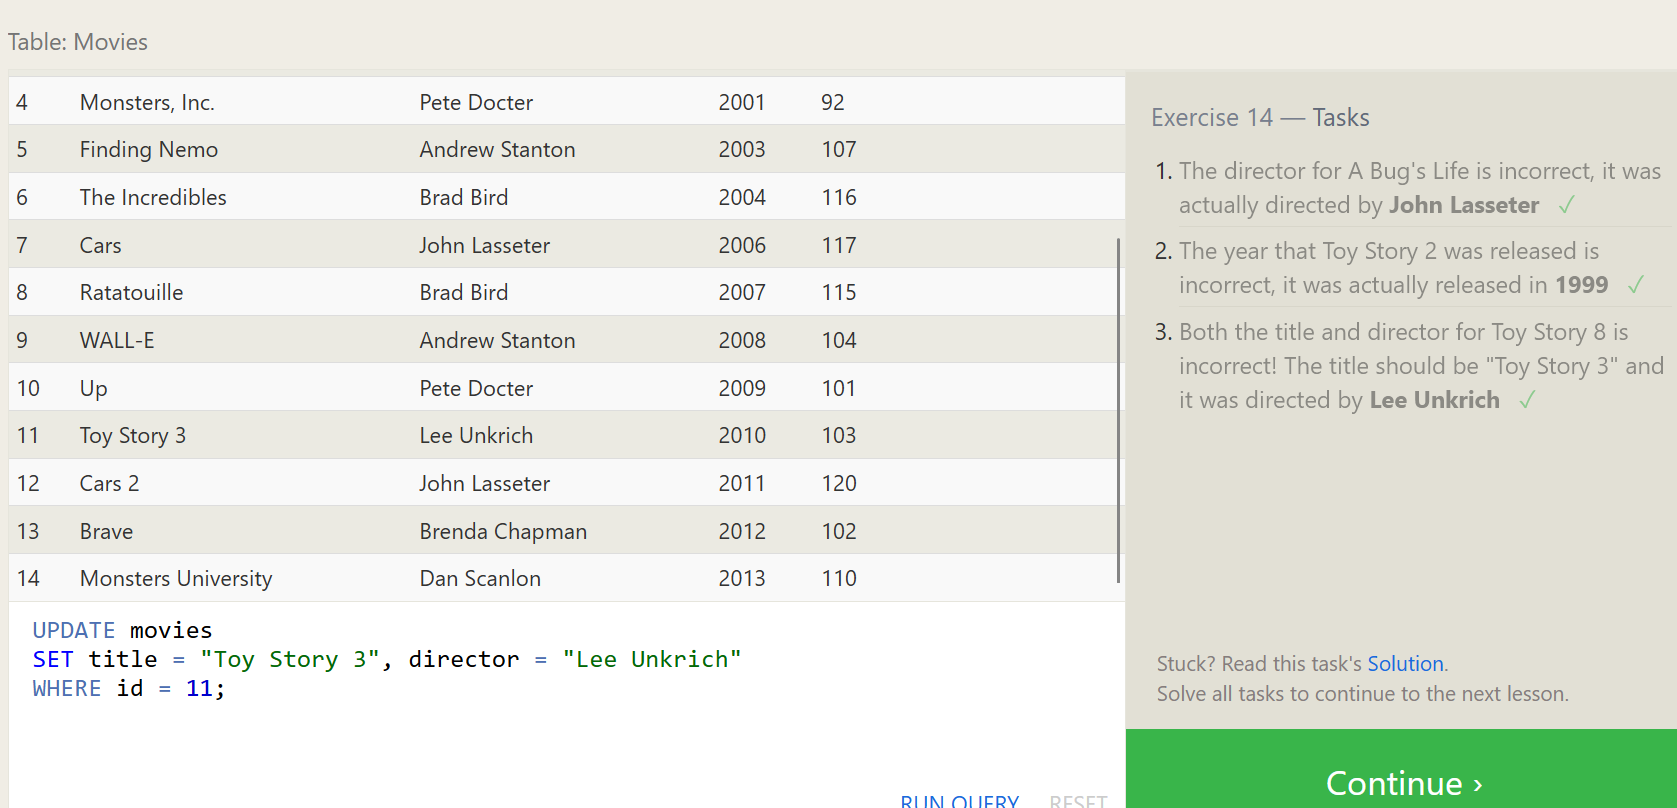 Table: Movies
4 Monsters, Inc. Pete Docter 2001 92
5 Finding Nemo Andrew Stanton 2003 107
6 The Incredibles Brad Bird 2004 116
7 Cars John Lasseter 2006 117
8 Ratatouille Brad Bird 2007 115
9 WALL-E Andrew Stanton 2008 104
10 Up Pete Docter 2009 101
11 Toy Story 3 Lee Unkrich 2010 103
12 Cars 2 John Lasseter 2011 120
13 Brave Brenda Chapman 2012 102
14 Monsters University Dan Scanlon 2013 110
UPDATE movies
SET title = "Toy Story 3", director = "Lee Unkrich"
WHERE id = 11;
RUN QUERY RESET
Exercise 14 — Tasks
1. The director for A Bug's Life is incorrect, it was
actually directed by John Lasseter ✓
2. The year that Toy Story 2 was released is
incorrect, it was actually released in 1999 ✓
3. Both the title and director for Toy Story 8 is
incorrect! The title should be "Toy Story 3" and
it was directed by Lee Unkrich ✓
Stuck? Read this task's Solution.
Solve all tasks to continue to the next lesson.
Continue ›